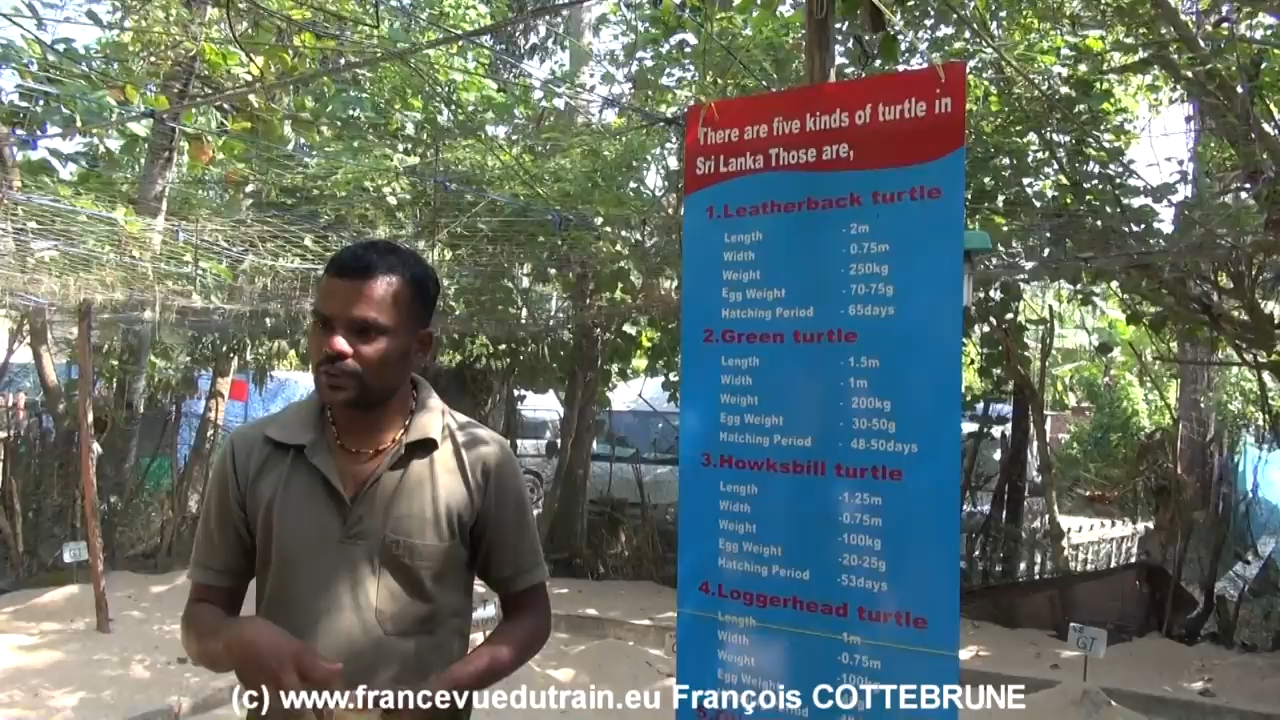 There are five kinds of turtle in
Sri Lanka Those are,
1.Leatherback turtle
Length - 2m
Width - 0.75m
Weight - 250kg
Egg Weight - 70-75g
Hatching Period - 65days
2.Green turtle
Length - 1.5m
Width - 1m
Weight - 200kg
Egg Weight - 30-50g
Hatching Period - 48-50days
3.Howksbill turtle
Length -1.25m
Width -0.75m
Weight -100kg
Egg Weight -20-25g
Hatching Period -53days
4.Loggerhead turtle
Length -1m
Width -0.75m
Weight -100kg
Egg Weight
GT
GT
(c) www.francevuedutrain.eu François COTTEBRUNE